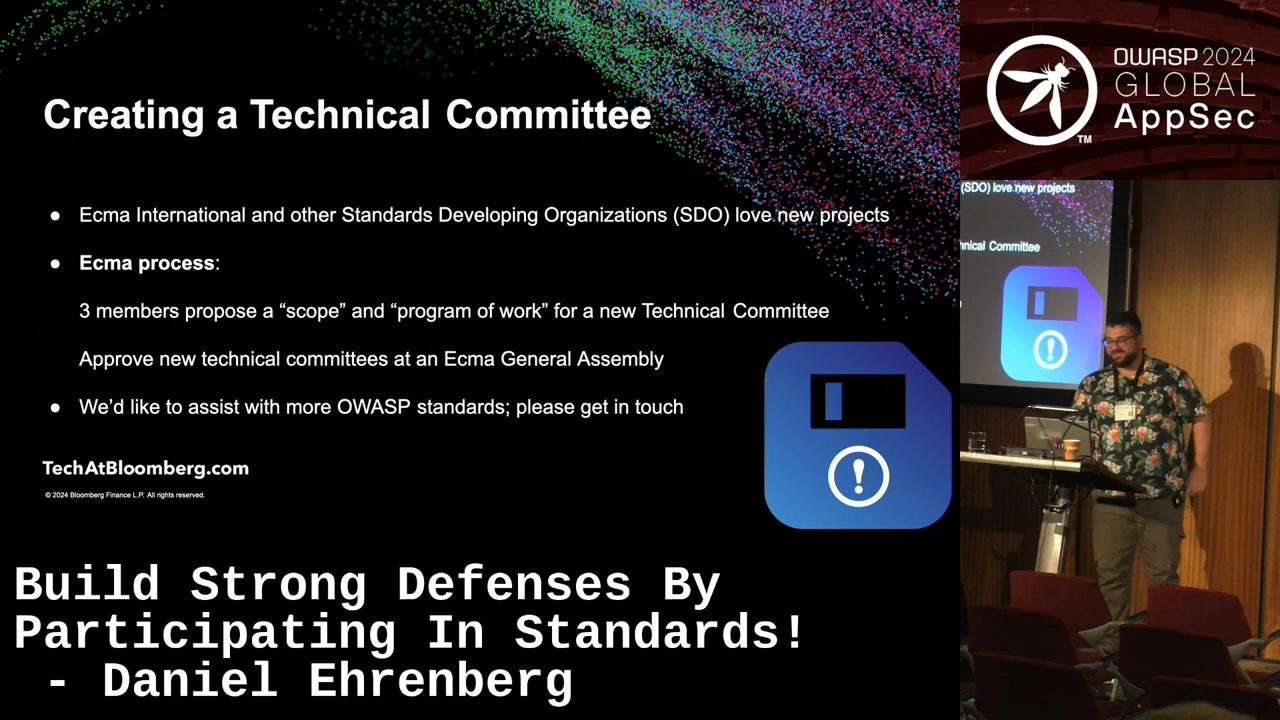 Creating a Technical Committee
● Ecma International and other Standards Developing Organizations (SDO) love new projects
● Ecma process:
3 members propose a “scope” and “program of work” for a new Technical Committee
Approve new technical committees at an Ecma General Assembly
● We’d like to assist with more OWASP standards; please get in touch
TechAtBloomberg.com
© 2024 Bloomberg Finance L.P. All rights reserved.
Build Strong Defenses By
Participating In Standards!
- Daniel Ehrenberg
OWASP 2024
GLOBAL
AppSec
TM
(SDO) love new projects
hnical Committee